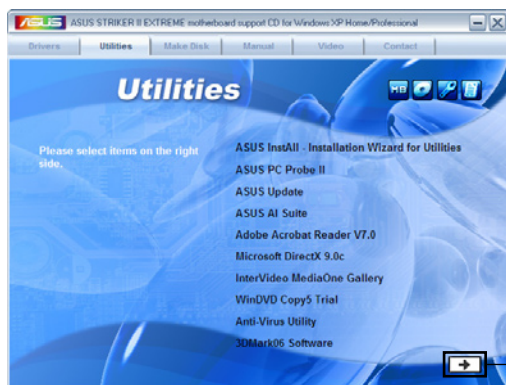 ASUS STRIKER II EXTREME motherboard support CD for Windows XP Home/Professional
Drivers Utilities Make Disk Manual Video Contact
Utilities
MB
Please select items on the right
side.
ASUS InstAll - Installation Wizard for Utilities
ASUS PC Probe II
ASUS Update
ASUS AI Suite
Adobe Acrobat Reader V7.0
Microsoft DirectX 9.0c
InterVideo MediaOne Gallery
WinDVD Copy5 Trial
Anti-Virus Utility
3DMark06 Software